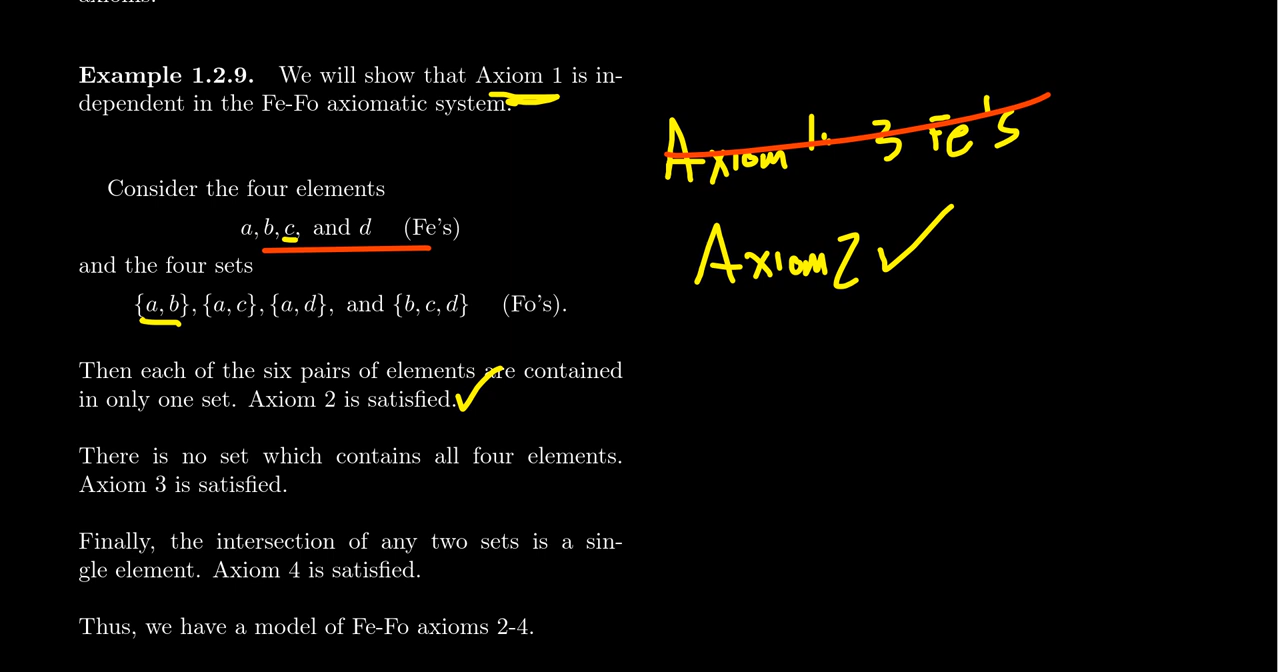 axioms.
Example 1.2.9. We will show that Axiom 1 is in-
dependent in the Fe-Fo axiomatic system.
Axiom 1: 3 Fe's
Consider the four elements
a, b, c, and d (Fe's)
Axiom 2 ✓
and the four sets
{a, b}, {a, c}, {a, d}, and {b, c, d} (Fo's).
Then each of the six pairs of elements are contained
in only one set. Axiom 2 is satisfied. ✓
There is no set which contains all four elements.
Axiom 3 is satisfied.
Finally, the intersection of any two sets is a sin-
gle element. Axiom 4 is satisfied.
Thus, we have a model of Fe-Fo axioms 2-4.